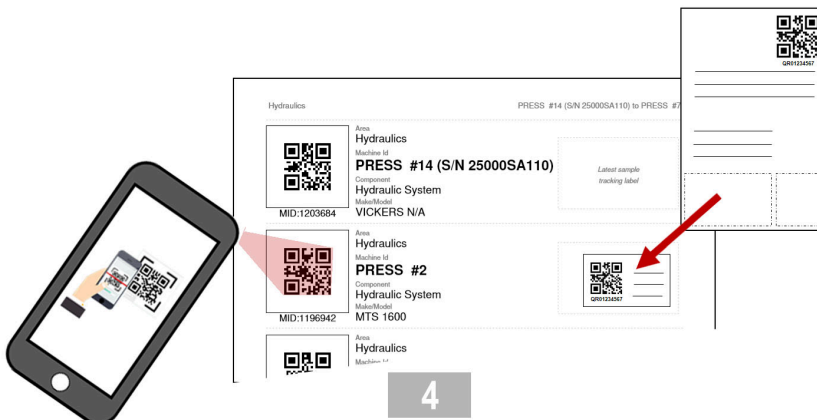 QR01234567
Hydraulics
PRESS #14 (S/N 25000SA110) to PRESS #7
Area
Hydraulics
Machine Id
PRESS #14 (S/N 25000SA110)
Component
Hydraulic System
Make/Model
VICKERS N/A
MID:1203684
Latest sample
tracking label
Area
Hydraulics
Machine Id
PRESS #2
Component
Hydraulic System
Make/Model
MTS 1600
MID:1196942
QR01234567
Area
Hydraulics
Machine
4